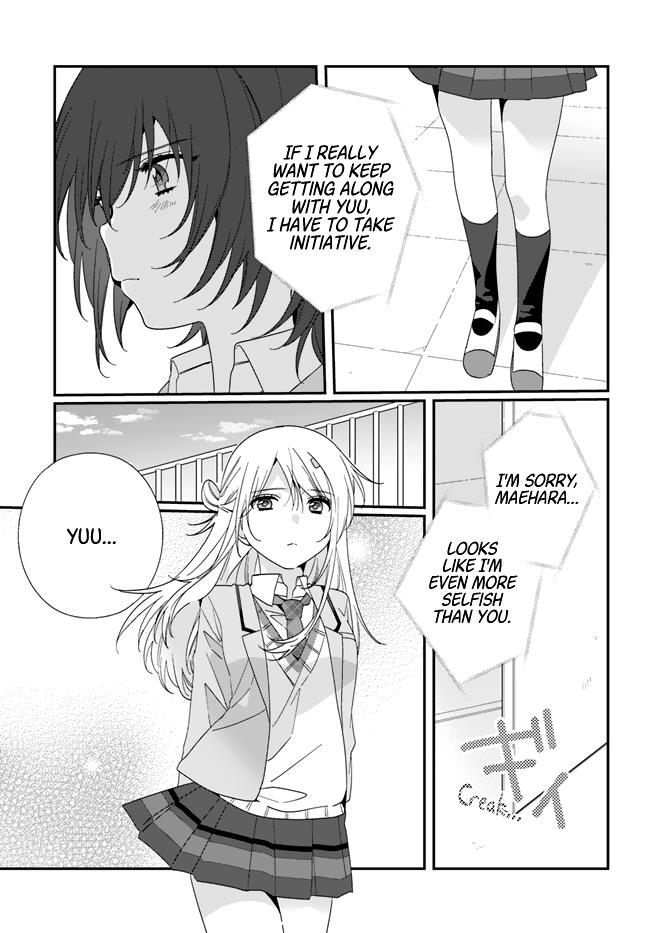 IF I REALLY
WANT TO KEEP
GETTING ALONG
WITH YUU,
I HAVE TO TAKE
INITIATIVE.
I'M SORRY,
MAEHARA...
LOOKS
LIKE I'M
EVEN MORE
SELFISH
THAN YOU.
ギイ
Creak...
YUU...